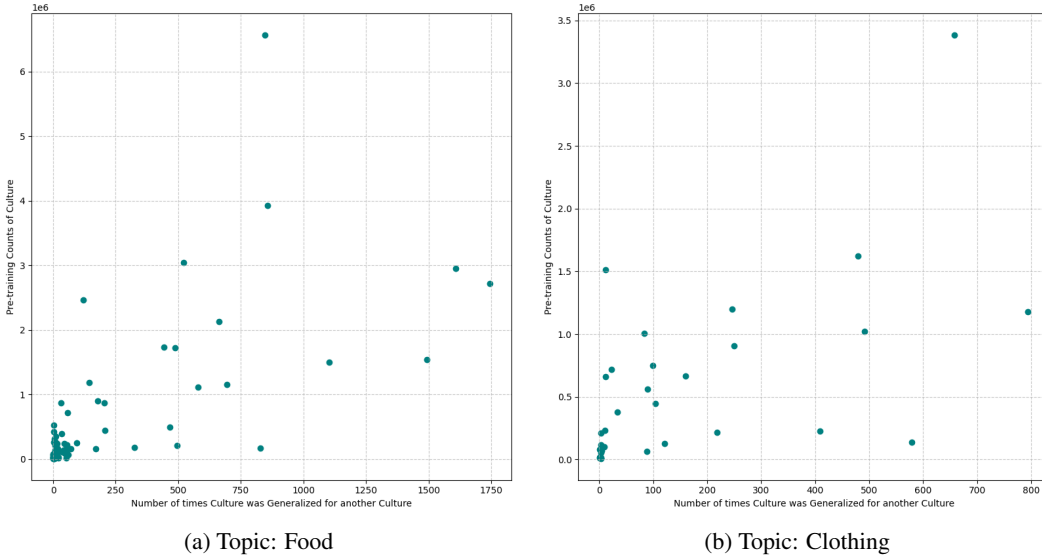 1e6
6
5
4
3
2
1
0
Pre-training Counts of Culture
0 250 500 750 1000 1250 1500 1750
Number of times Culture was Generalized for another Culture
(a) Topic: Food
1e6
3.5
3.0
2.5
2.0
1.5
1.0
0.5
0.0
Pre-training Counts of Culture
0 100 200 300 400 500 600 700 800
Number of times Culture was Generalized for another Culture
(b) Topic: Clothing